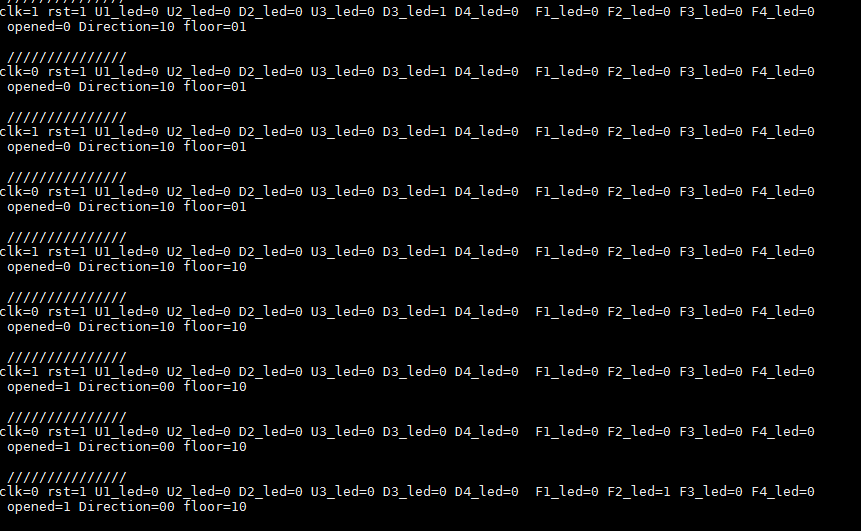 ///////////////
clk=1 rst=1 U1_led=0 U2_led=0 D2_led=0 U3_led=0 D3_led=1 D4_led=0  F1_led=0 F2_led=0 F3_led=0 F4_led=0
opened=0 Direction=10 floor=01
///////////////
clk=0 rst=1 U1_led=0 U2_led=0 D2_led=0 U3_led=0 D3_led=1 D4_led=0  F1_led=0 F2_led=0 F3_led=0 F4_led=0
opened=0 Direction=10 floor=01
///////////////
clk=1 rst=1 U1_led=0 U2_led=0 D2_led=0 U3_led=0 D3_led=1 D4_led=0  F1_led=0 F2_led=0 F3_led=0 F4_led=0
opened=0 Direction=10 floor=01
///////////////
clk=0 rst=1 U1_led=0 U2_led=0 D2_led=0 U3_led=0 D3_led=1 D4_led=0  F1_led=0 F2_led=0 F3_led=0 F4_led=0
opened=0 Direction=10 floor=01
///////////////
clk=1 rst=1 U1_led=0 U2_led=0 D2_led=0 U3_led=0 D3_led=1 D4_led=0  F1_led=0 F2_led=0 F3_led=0 F4_led=0
opened=0 Direction=10 floor=10
///////////////
clk=0 rst=1 U1_led=0 U2_led=0 D2_led=0 U3_led=0 D3_led=1 D4_led=0  F1_led=0 F2_led=0 F3_led=0 F4_led=0
opened=0 Direction=10 floor=10
///////////////
clk=1 rst=1 U1_led=0 U2_led=0 D2_led=0 U3_led=0 D3_led=0 D4_led=0  F1_led=0 F2_led=0 F3_led=0 F4_led=0
opened=1 Direction=00 floor=10
///////////////
clk=0 rst=1 U1_led=0 U2_led=0 D2_led=0 U3_led=0 D3_led=0 D4_led=0  F1_led=0 F2_led=0 F3_led=0 F4_led=0
opened=1 Direction=00 floor=10
///////////////
clk=0 rst=1 U1_led=0 U2_led=0 D2_led=0 U3_led=0 D3_led=0 D4_led=0  F1_led=0 F2_led=1 F3_led=0 F4_led=0
opened=1 Direction=00 floor=10